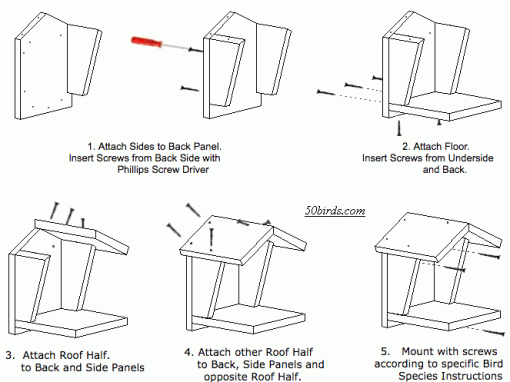 1. Attach Sides to Back Panel.
Insert Screws from Back Side with
Phillips Screw Driver
2. Attach Floor.
Insert Screws from Underside
and Back.
50birds.com
3. Attach Roof Half.
to Back and Side Panels
4. Attach other Roof Half
to Back, Side Panels and
opposite Roof Half.
5. Mount with screws
according to specific Bird
Species Instructions